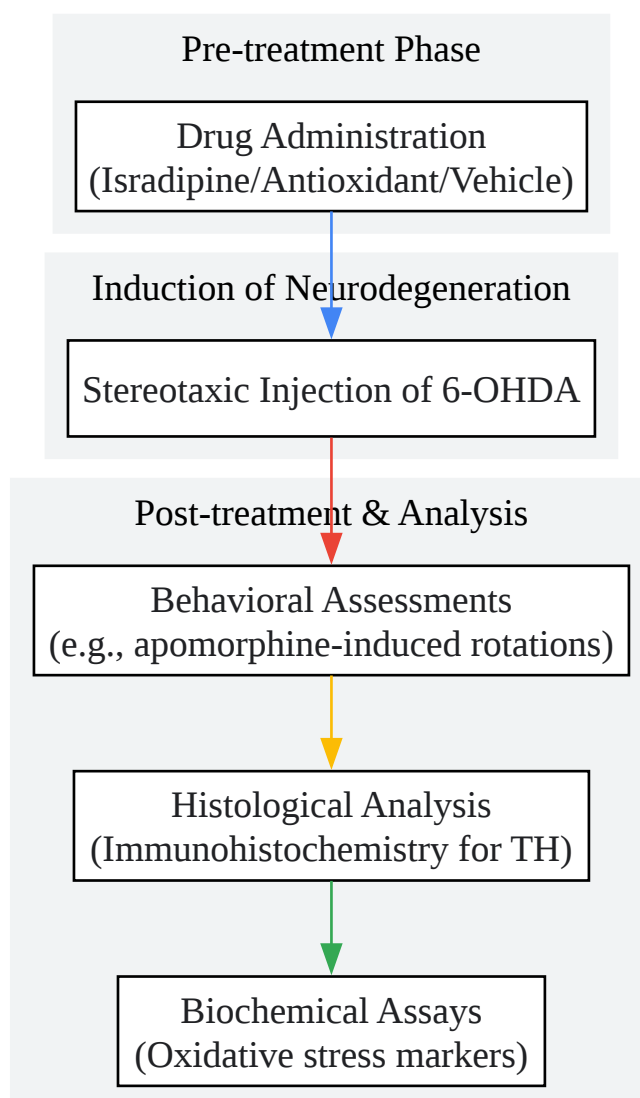 Pre-treatment Phase
Drug Administration
(Isradipine/Antioxidant/Vehicle)
Induction of Neurodegeneration
Stereotaxic Injection of 6-OHDA
Post-treatment & Analysis
Behavioral Assessments
(e.g., apomorphine-induced rotations)
Histological Analysis
(Immunohistochemistry for TH)
Biochemical Assays
(Oxidative stress markers)